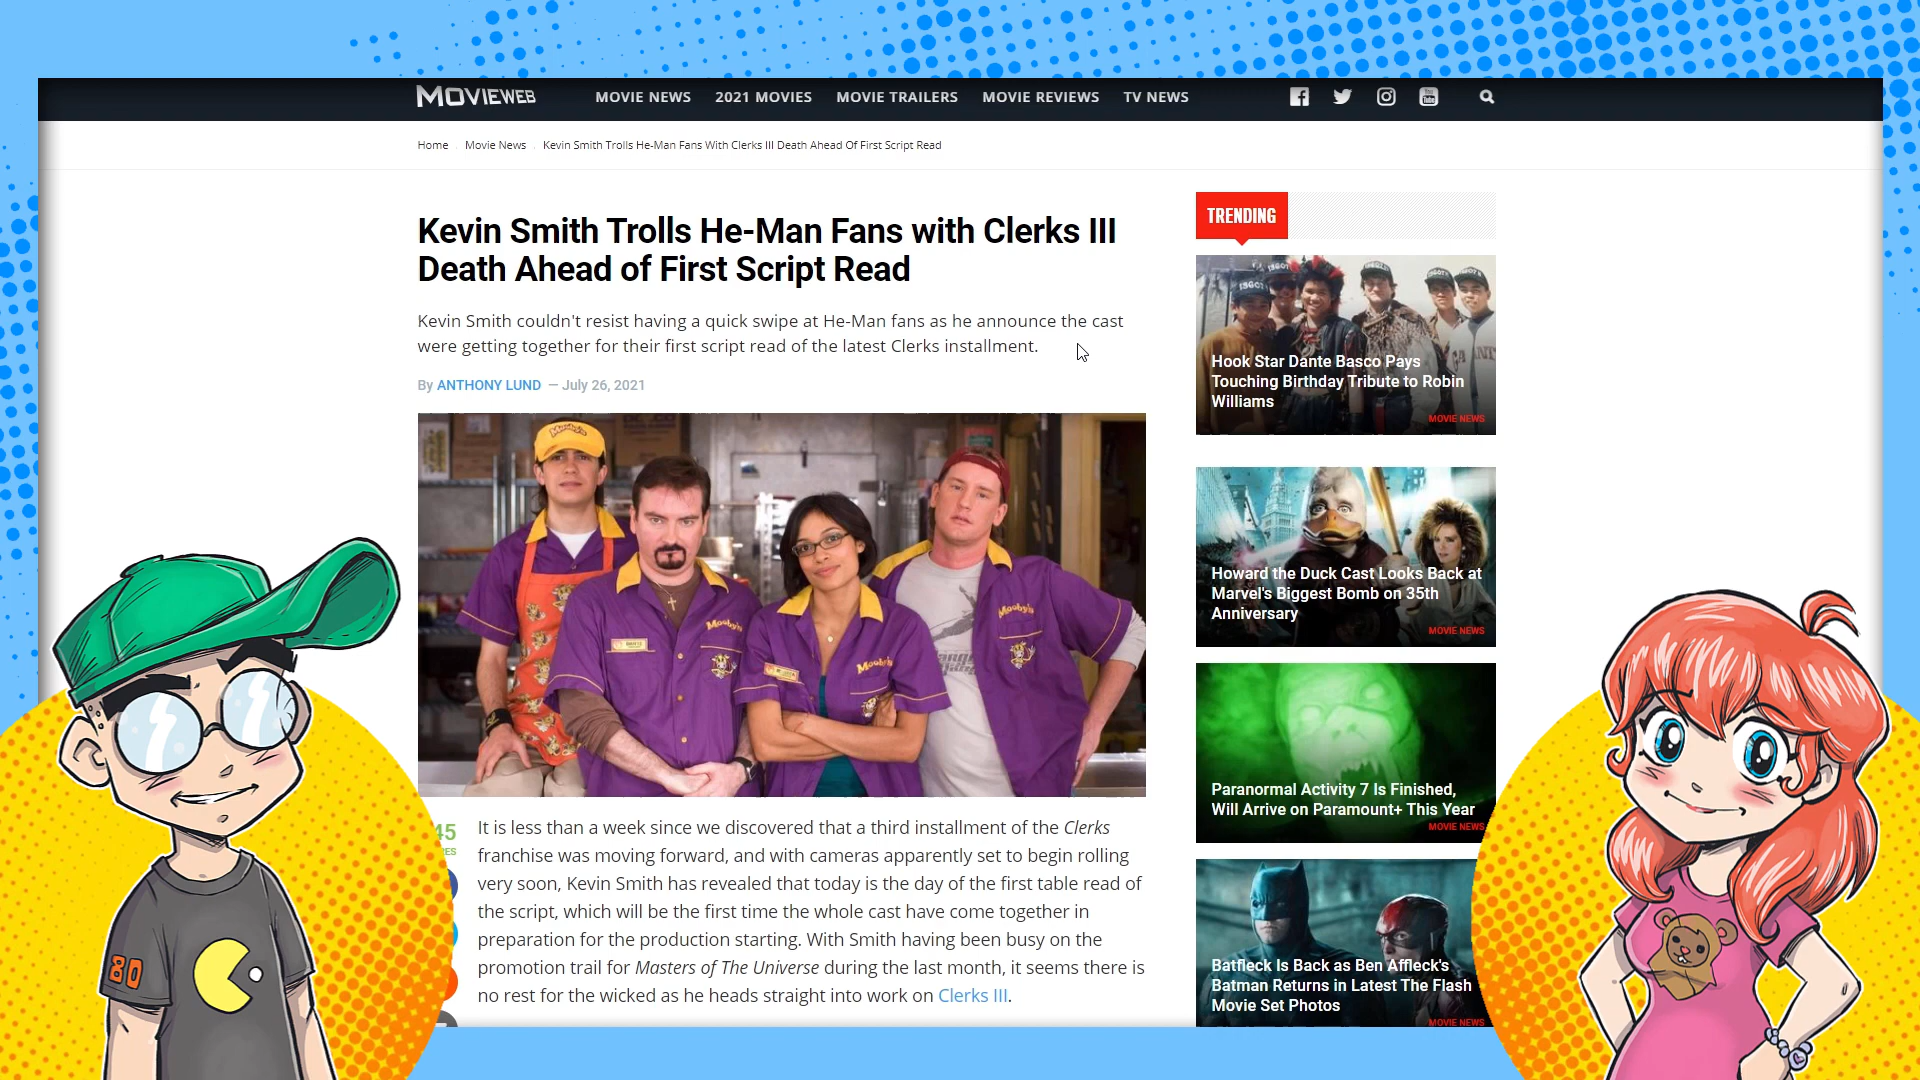 MOVIEWEB
MOVIE NEWS 2021 MOVIES MOVIE TRAILERS MOVIE REVIEWS TV NEWS
Home Movie News Kevin Smith Trolls He-Man Fans With Clerks III Death Ahead Of First Script Read
Kevin Smith Trolls He-Man Fans with Clerks III
Death Ahead of First Script Read
Kevin Smith couldn't resist having a quick swipe at He-Man fans as he announce the cast
were getting together for their first script read of the latest Clerks installment.
By ANTHONY LUND — July 26, 2021
Mooby's
Mooby's
Mooby's
Mooby's
45
It is less than a week since we discovered that a third installment of the Clerks
franchise was moving forward, and with cameras apparently set to begin rolling
very soon, Kevin Smith has revealed that today is the day of the first table read of
the script, which will be the first time the whole cast have come together in
preparation for the production starting. With Smith having been busy on the
promotion trail for Masters of The Universe during the last month, it seems there is
no rest for the wicked as he heads straight into work on Clerks III.
TRENDING
Hook Star Dante Basco Pays
Touching Birthday Tribute to Robin
Williams
MOVIE NEWS
Howard the Duck Cast Looks Back at
Marvel's Biggest Bomb on 35th
Anniversary
MOVIE NEWS
Paranormal Activity 7 Is Finished,
Will Arrive on Paramount+ This Year
MOVIE NEWS
Batfleck Is Back as Ben Affleck's
Batman Returns in Latest The Flash
Movie Set Photos
MOVIE NEWS
80